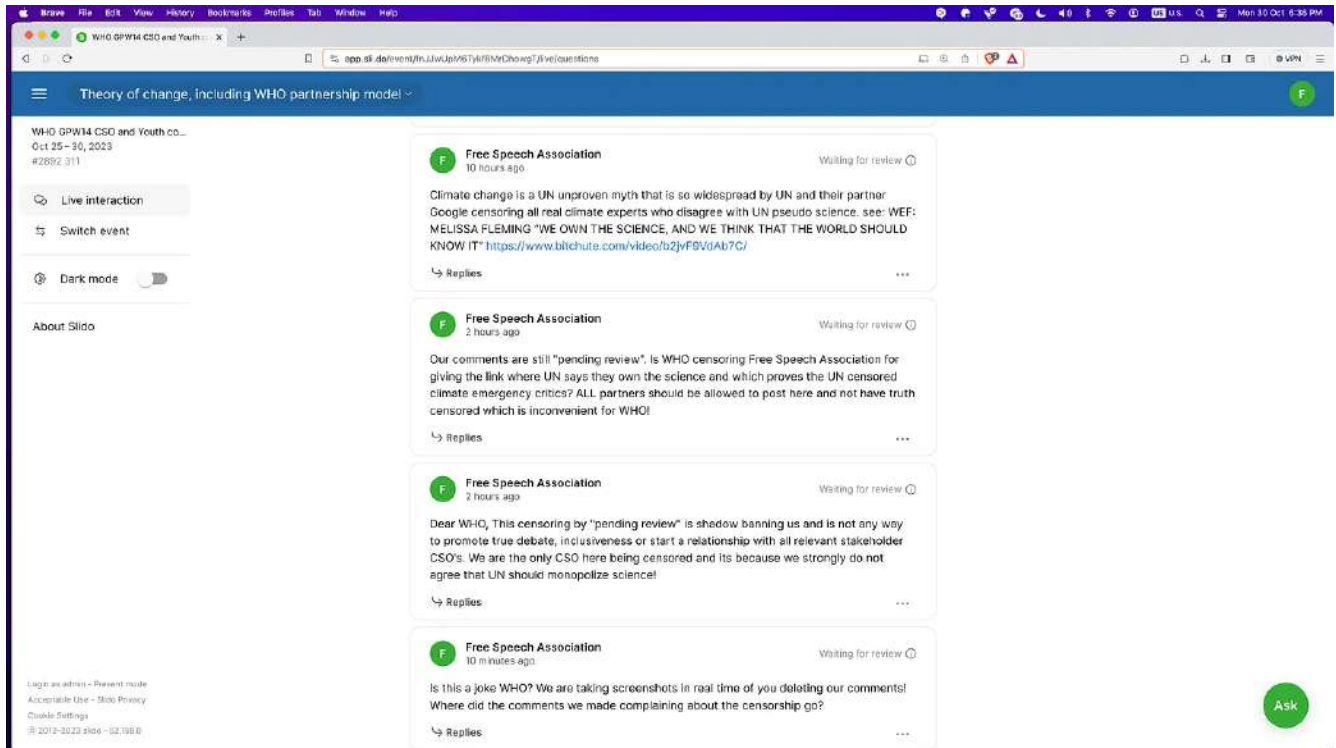 Brave File Edit View History Bookmarks Profiles Tab Window Help
US U.S. Mon 30 Oct 6:36 PM
WHO GPW14 CSO and Youth
VPN
Theory of change, including WHO partnership model
F
WHO GPW14 CSO and Youth co...
Oct 25 – 30, 2023
#2892 311
Live interaction
Switch event
Dark mode
About Slido
F
Free Speech Association
10 hours ago
Waiting for review
Climate change is a UN unproven myth that is so widespread by UN and their partner
Google censoring all real climate experts who disagree with UN pseudo science. see: WEF:
MELISSA FLEMING "WE OWN THE SCIENCE, AND WE THINK THAT THE WORLD SHOULD
KNOW IT" https://www.bitchute.com/video/b2jvF9VdAb7C/
Replies
F
Free Speech Association
2 hours ago
Waiting for review
Our comments are still "pending review". Is WHO censoring Free Speech Association for
giving the link where UN says they own the science and which proves the UN censored
climate emergency critics? ALL partners should be allowed to post here and not have truth
censored which is inconvenient for WHO!
Replies
F
Free Speech Association
2 hours ago
Waiting for review
Dear WHO, This censoring by "pending review" is shadow banning us and is not any way
to promote true debate, inclusiveness or start a relationship with all relevant stakeholder
CSO's. We are the only CSO here being censored and its because we strongly do not
agree that UN should monopolize science!
Replies
F
Free Speech Association
10 minutes ago
Waiting for review
Is this a joke WHO? We are taking screenshots in real time of you deleting our comments!
Where did the comments we made complaining about the censorship go?
Replies
Login as admin – Present mode
Acceptable Use – Slido Privacy
Cookie Settings
© 2012-2023 slido –
Ask